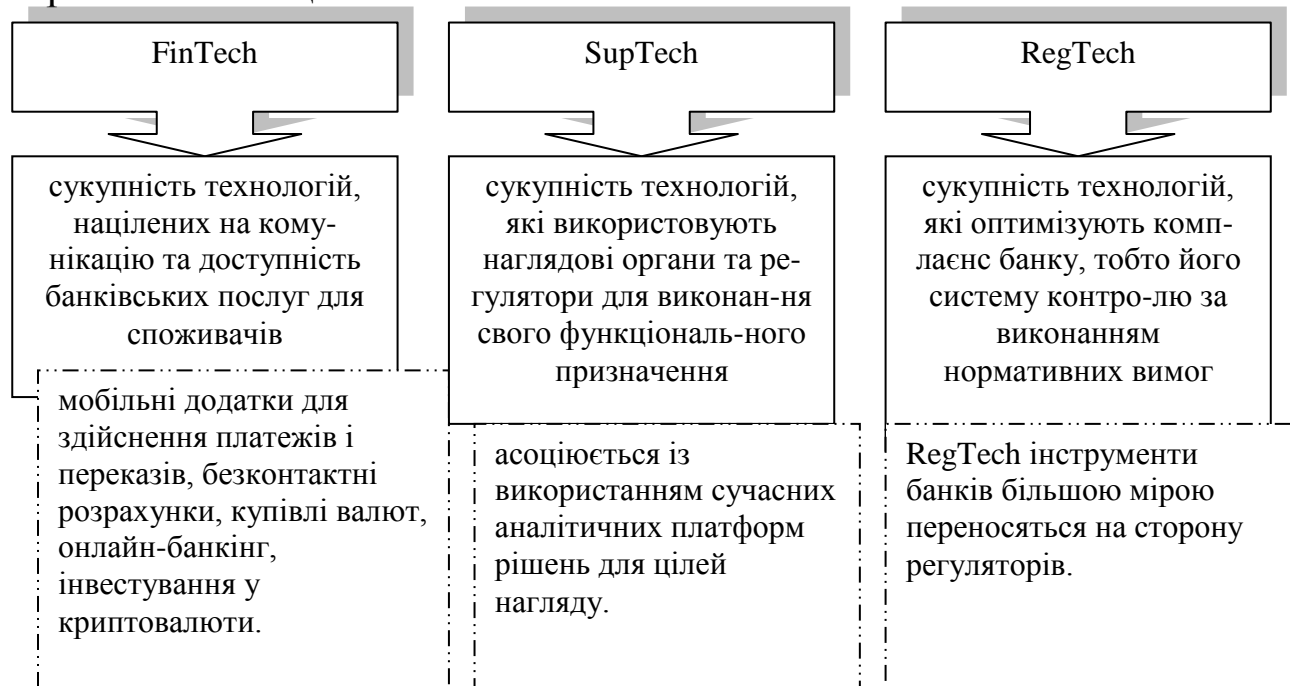 FinTech
SupTech
RegTech
сукупність технологій,
націлених на кому-
нікацію та доступність
банківських послуг для
споживачів
сукупність технологій,
які використовують
наглядові органи та ре-
гулятори для виконан-ня
свого функціональ-ного
призначення
сукупність технологій,
які оптимізують комп-
лаєнс банку, тобто його
систему контро-лю за
виконанням
нормативних вимог
мобільні додатки для
здійснення платежів і
переказів, безконтактні
розрахунки, купівлі валют,
онлайн-банкінг,
інвестування у
криптовалюти.
асоціюється із
використанням сучасних
аналітичних платформ
рішень для цілей
нагляду.
RegTech інструменти
банків більшою мірою
переносяться на сторону
регуляторів.